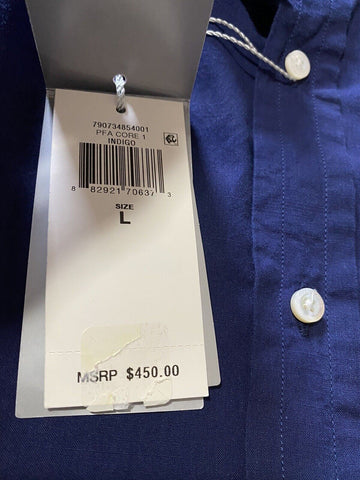 790734854001
PFA CORE 1
INDIGO
8 82921 70637 3
SIZE
L
MSRP $450.00